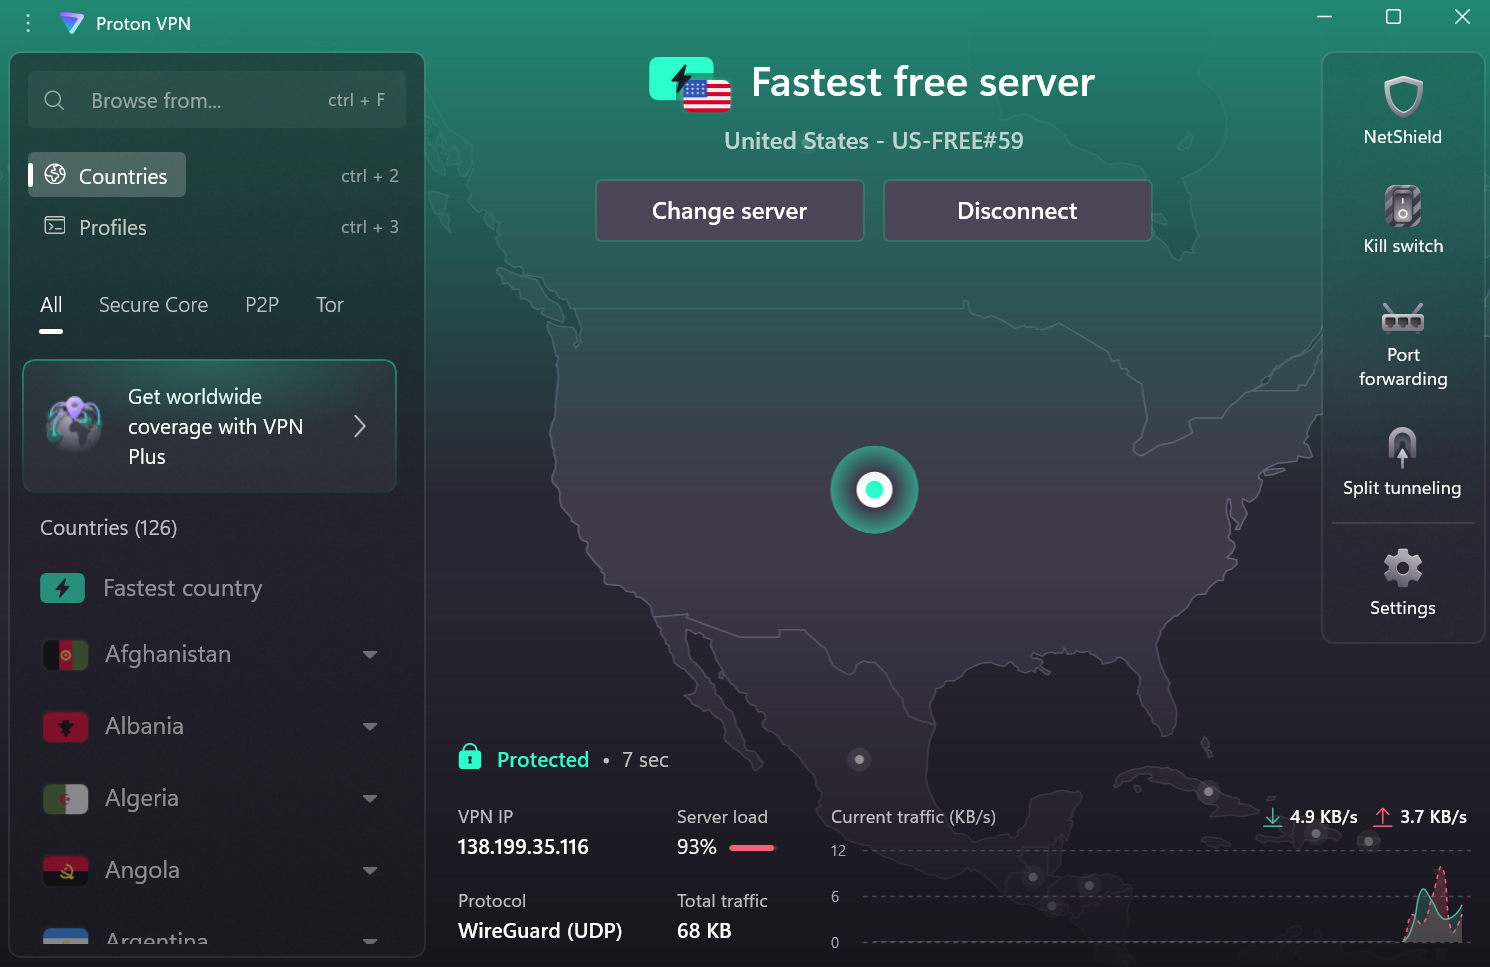 Proton VPN
Browse from...
ctrl + F
Countries
ctrl + 2
Profiles
ctrl + 3
All
Secure Core
P2P
Tor
Get worldwide
coverage with VPN
Plus
Countries (126)
Fastest country
Afghanistan
Albania
Algeria
Angola
Argentina
Fastest free server
United States - US-FREE#59
Change server
Disconnect
Protected • 7 sec
VPN IP
138.199.35.116
Server load
93%
Protocol
WireGuard (UDP)
Total traffic
68 KB
Current traffic (KB/s)
4.9 KB/s
3.7 KB/s
12
6
0
NetShield
Kill switch
Port
forwarding
Split tunneling
Settings